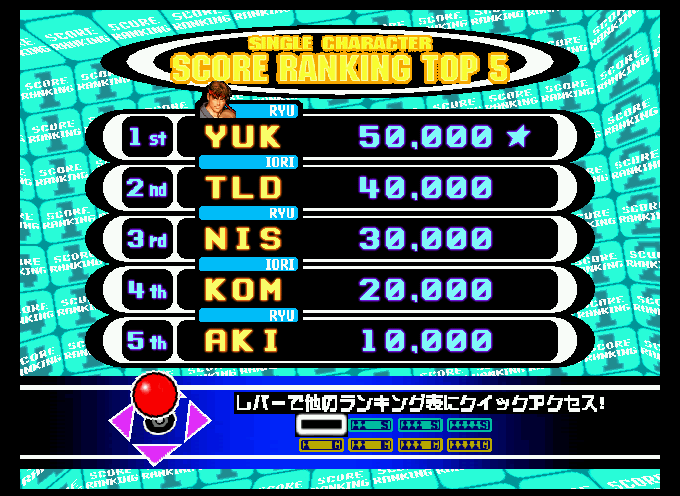 SINGLE CHARACTER
SCORE RANKING TOP 5
RYU
1st YUK 50,000 ★
IORI
2nd TLD 40,000
RYU
3rd NIS 30,000
IORI
4th KOM 20,000
RYU
5th AKI 10,000
レバーで他のランキング表にクイックアクセス!